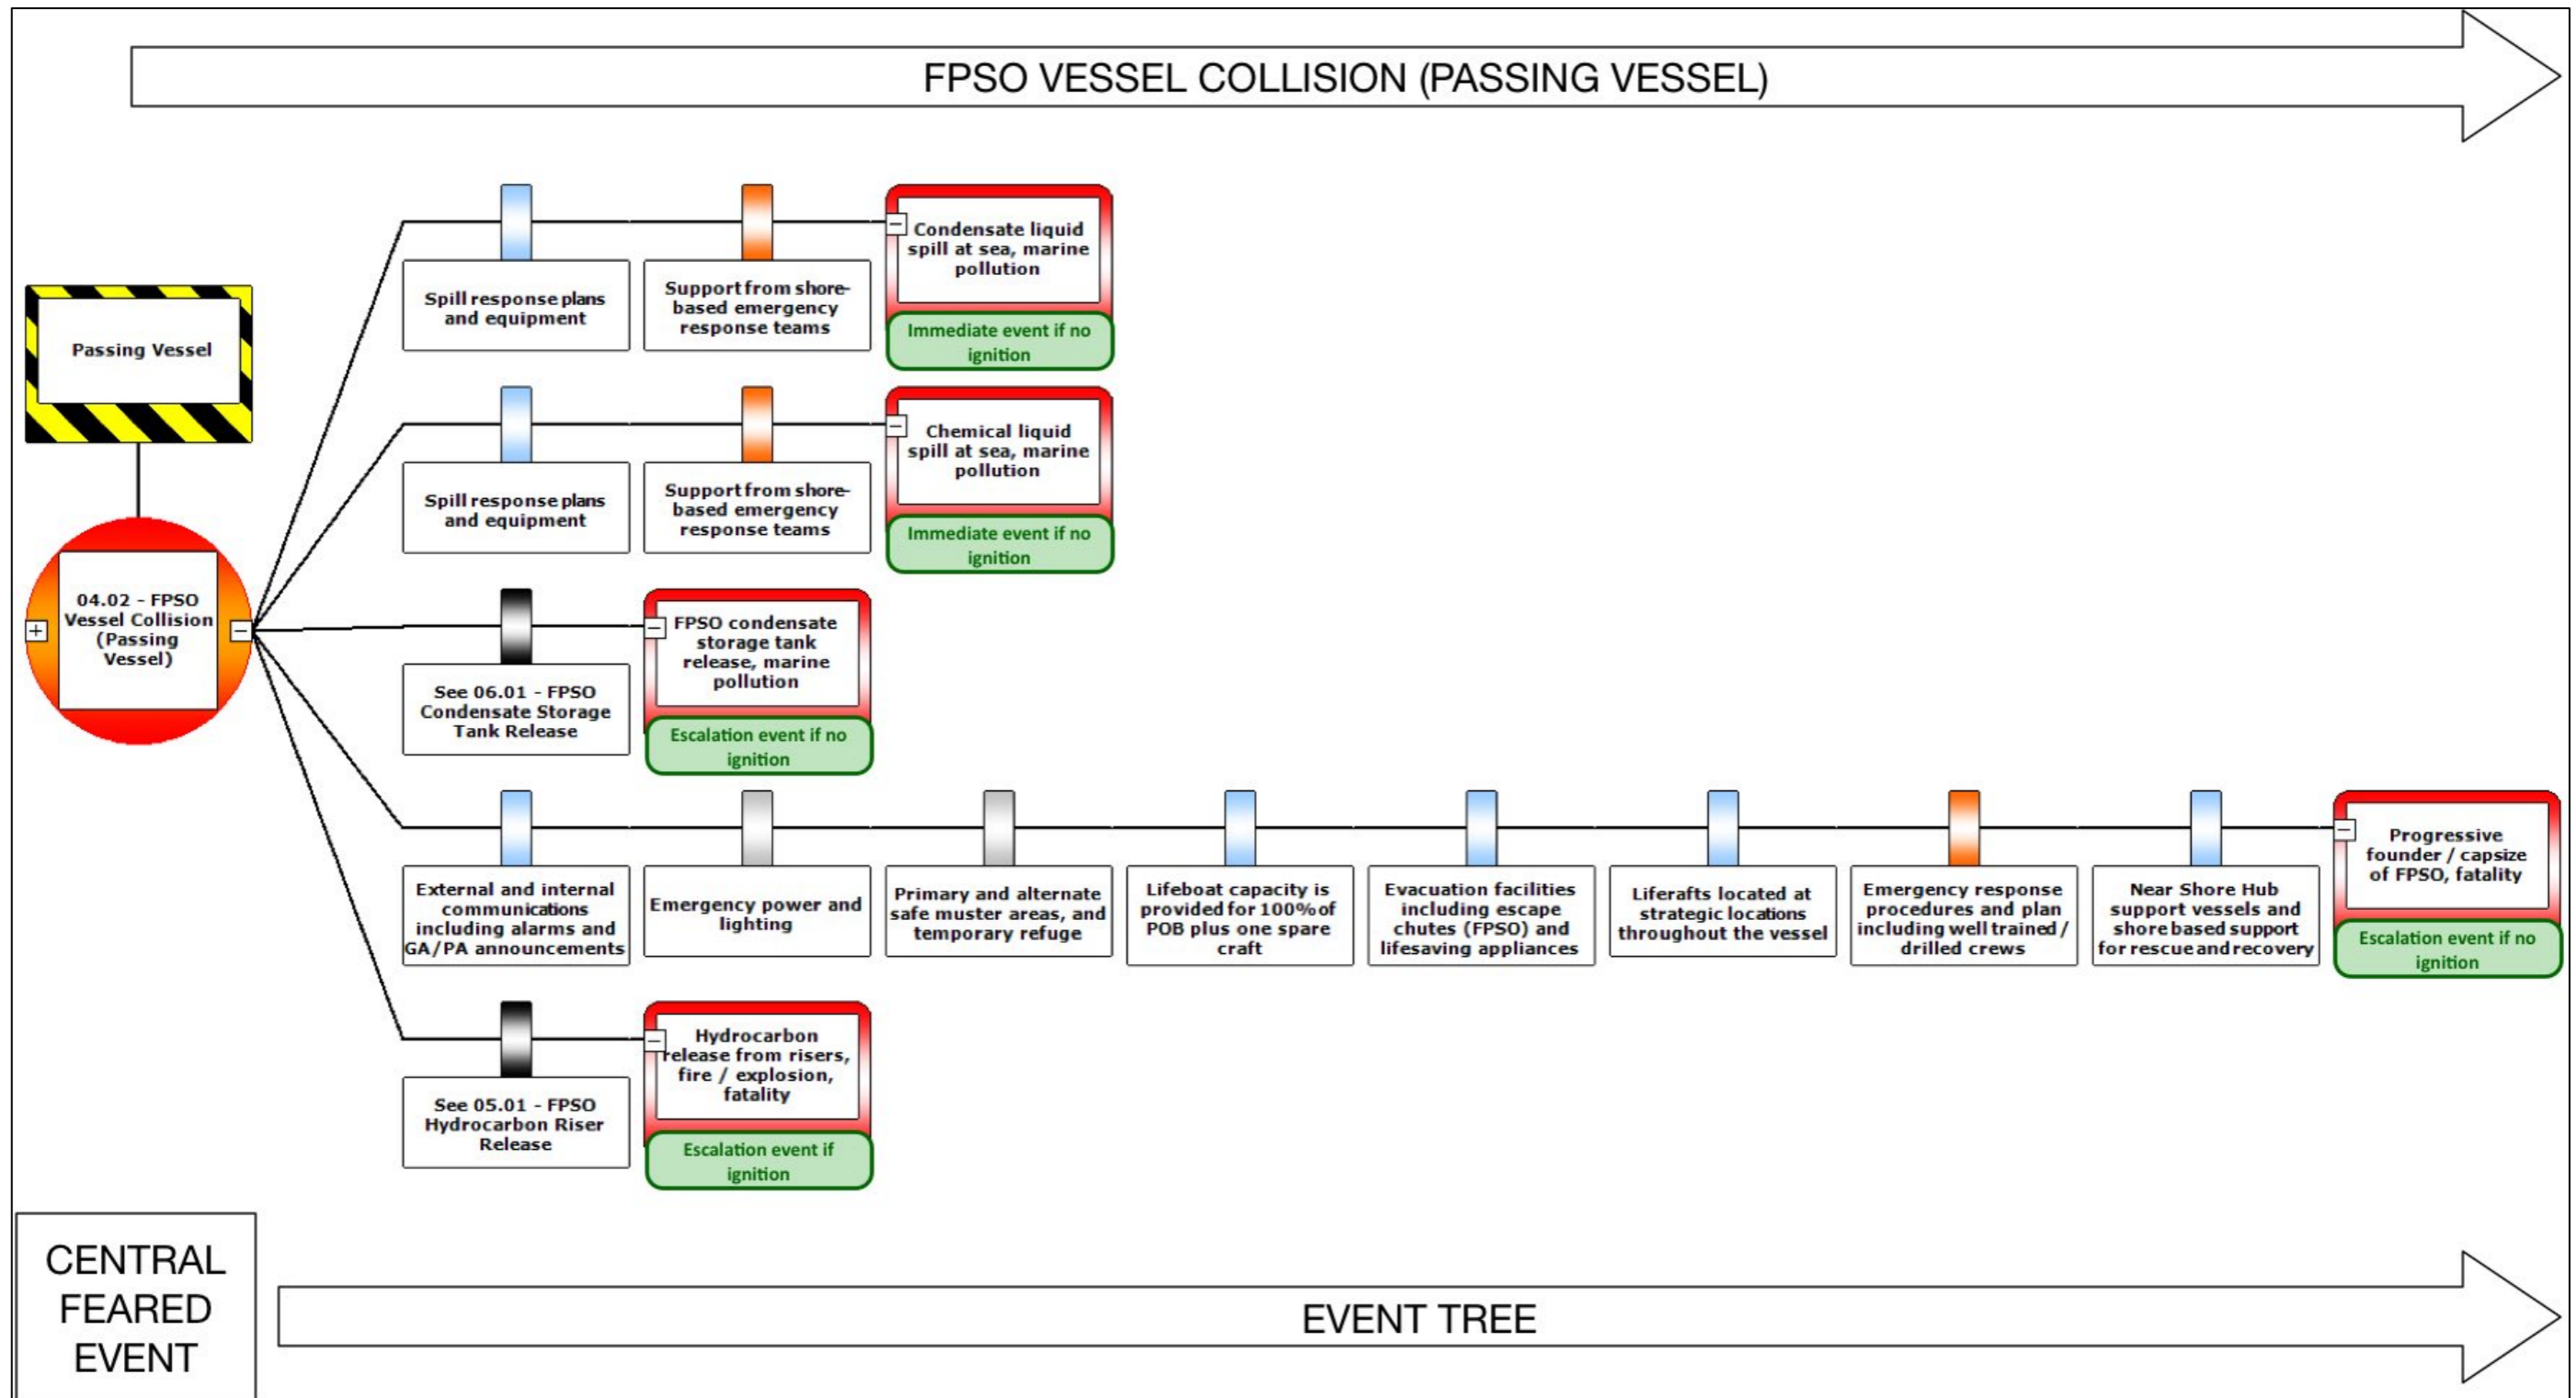 FPSO VESSEL COLLISION (PASSING VESSEL)
Passing Vessel
04.02 - FPSO
Vessel Collision
(Passing
Vessel)
Spill response plans
and equipment
Support from shore-
based emergency
response teams
Condensate liquid
spill at sea, marine
pollution
Immediate event if no
ignition
Spill response plans
and equipment
Support from shore-
based emergency
response teams
Chemical liquid
spill at sea, marine
pollution
Immediate event if no
ignition
See 06.01 - FPSO
Condensate Storage
Tank Release
FPSO condensate
storage tank
release, marine
pollution
Escalation event if no
ignition
External and internal
communications
including alarms and
GA/PA announcements
Emergency power and
lighting
Primary and alternate
safe muster areas, and
temporary refuge
Lifeboat capacity is
provided for 100% of
POB plus one spare
craft
Evacuation facilities
including escape
chutes (FPSO) and
lifesaving appliances
Liferafts located at
strategic locations
throughout the vessel
Emergency response
procedures and plan
including well trained /
drilled crews
Near Shore Hub
support vessels and
shore based support
for rescue and recovery
Progressive
founder / capsize
of FPSO, fatality
Escalation event if no
ignition
See 05.01 - FPSO
Hydrocarbon Riser
Release
Hydrocarbon
release from risers,
fire / explosion,
fatality
Escalation event if
ignition
CENTRAL
FEARED
EVENT
EVENT TREE